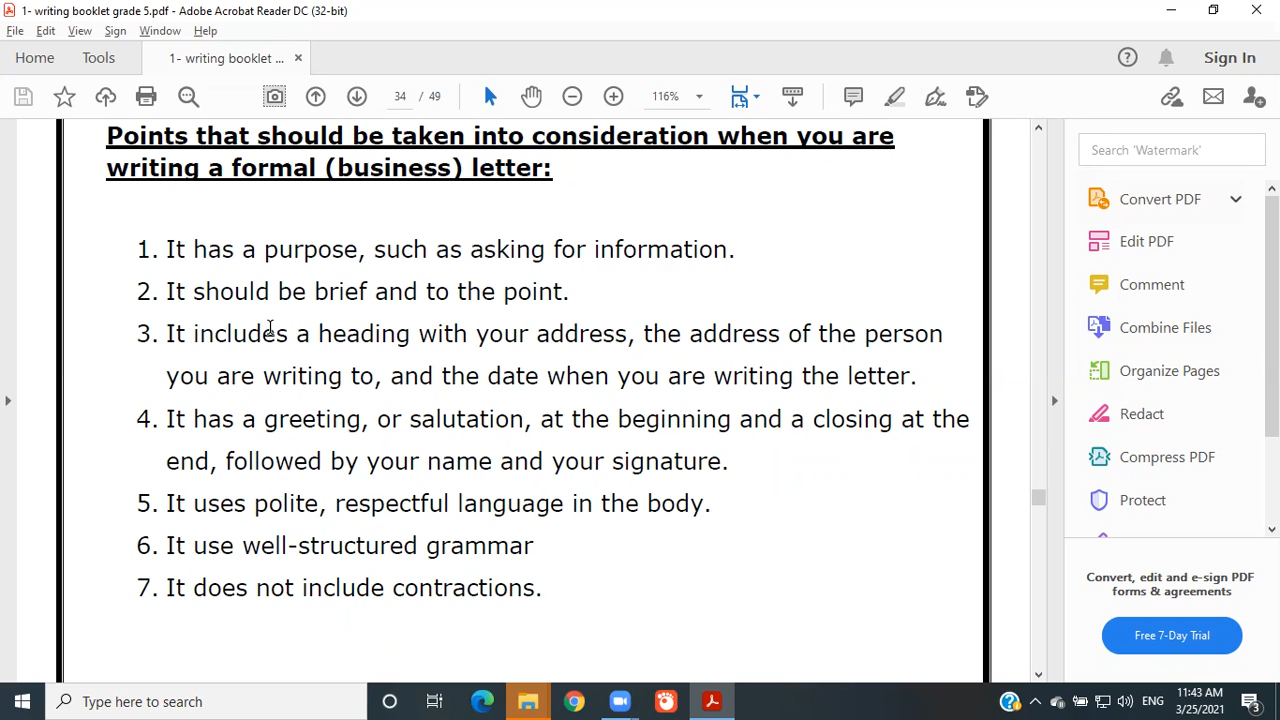 1- writing booklet grade 5.pdf - Adobe Acrobat Reader DC (32-bit)
File Edit View Sign Window Help
Home Tools 1- writing booklet ... × Sign In
34 / 49 116%
Points that should be taken into consideration when you are
writing a formal (business) letter:
1. It has a purpose, such as asking for information.
2. It should be brief and to the point.
3. It includes a heading with your address, the address of the person
you are writing to, and the date when you are writing the letter.
4. It has a greeting, or salutation, at the beginning and a closing at the
end, followed by your name and your signature.
5. It uses polite, respectful language in the body.
6. It use well-structured grammar
7. It does not include contractions.
Search 'Watermark'
Convert PDF
Edit PDF
Comment
Combine Files
Organize Pages
Redact
Compress PDF
Protect
Convert, edit and e-sign PDF
forms & agreements
Free 7-Day Trial
Type here to search
ENG
11:43 AM
3/25/2021
3